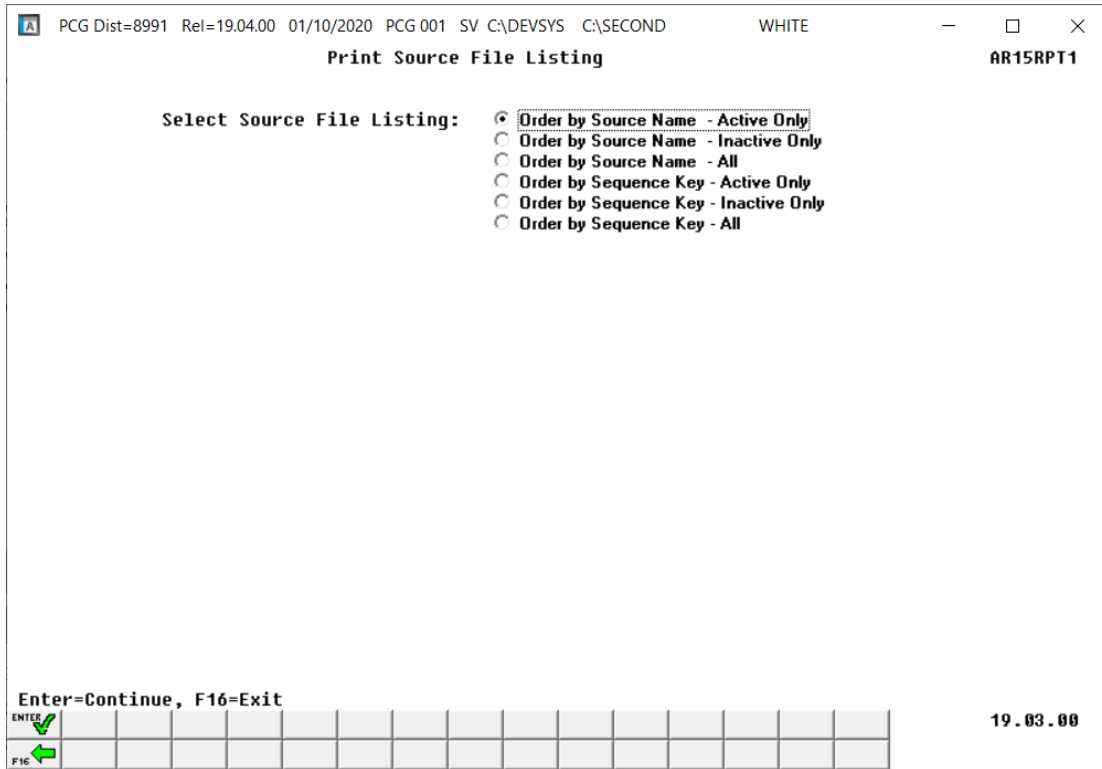 A PCG Dist=8991 Rel=19.04.00 01/10/2020 PCG 001 SV C:\DEVSYS C:\SECOND WHITE
Print Source File Listing AR15RPT1
Select Source File Listing: Order by Source Name - Active Only
Order by Source Name - Inactive Only
Order by Source Name - All
Order by Sequence Key - Active Only
Order by Sequence Key - Inactive Only
Order by Sequence Key - All
Enter=Continue, F16=Exit
ENTER 19.03.00
F16